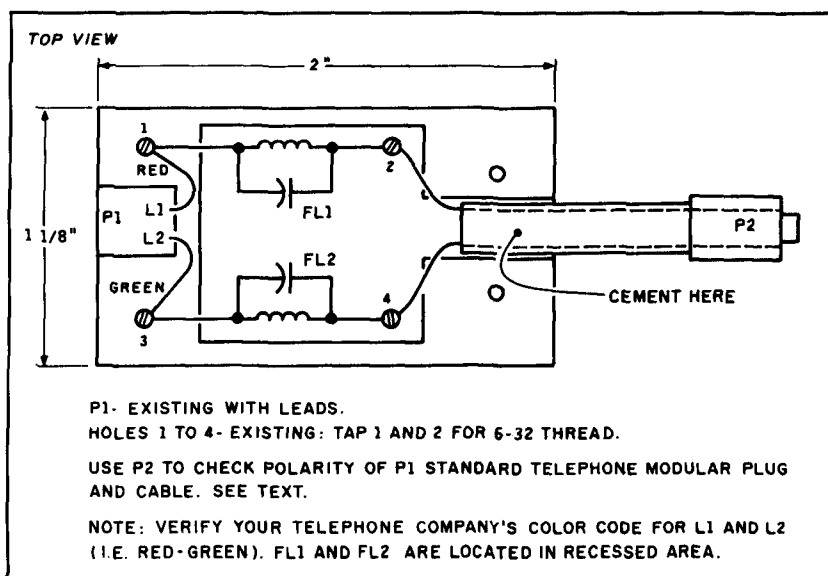 TOP VIEW
2"
1
RED
2
P1
L1
FL1
1 1/8"
L2
FL2
P2
GREEN
4
CEMENT HERE
3
P1- EXISTING WITH LEADS.
HOLES 1 TO 4- EXISTING: TAP 1 AND 2 FOR 6-32 THREAD.
USE P2 TO CHECK POLARITY OF P1 STANDARD TELEPHONE MODULAR PLUG
AND CABLE. SEE TEXT.
NOTE: VERIFY YOUR TELEPHONE COMPANY'S COLOR CODE FOR L1 AND L2
(I.E. RED-GREEN). FL1 AND FL2 ARE LOCATED IN RECESSED AREA.